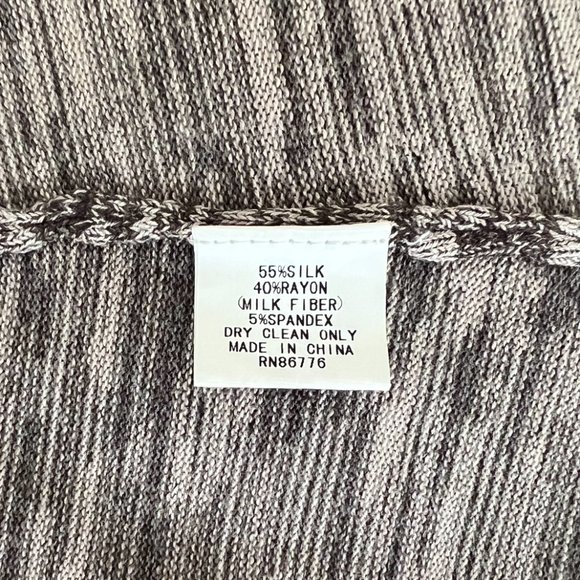 55%SILK
40%RAYON
(MILK FIBER)
5%SPANDEX
DRY CLEAN ONLY
MADE IN CHINA
RN86776